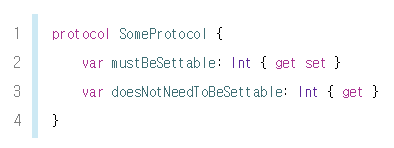 1 protocol SomeProtocol {
2     var mustBeSettable: Int { get set }
3     var doesNotNeedToBeSettable: Int { get }
4 }